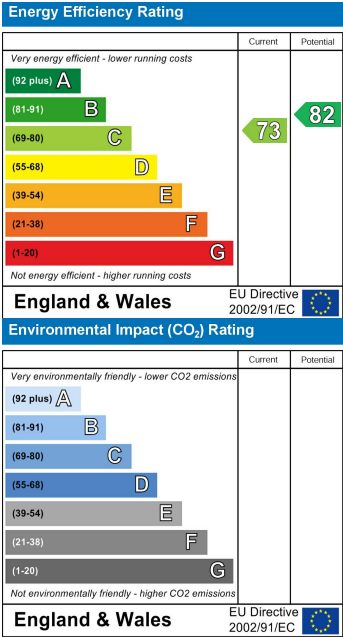 Energy Efficiency Rating
Current Potential
Very energy efficient - lower running costs
(92 plus) A
(81-91) B
(69-80) C
(55-68) D
(39-54) E
(21-38) F
(1-20) G
73
82
Not energy efficient - higher running costs
England & Wales
EU Directive
2002/91/EC
Environmental Impact (CO₂) Rating
Current Potential
Very environmentally friendly - lower CO2 emissions
(92 plus) A
(81-91) B
(69-80) C
(55-68) D
(39-54) E
(21-38) F
(1-20) G
Not environmentally friendly - higher CO2 emissions
England & Wales
EU Directive
2002/91/EC